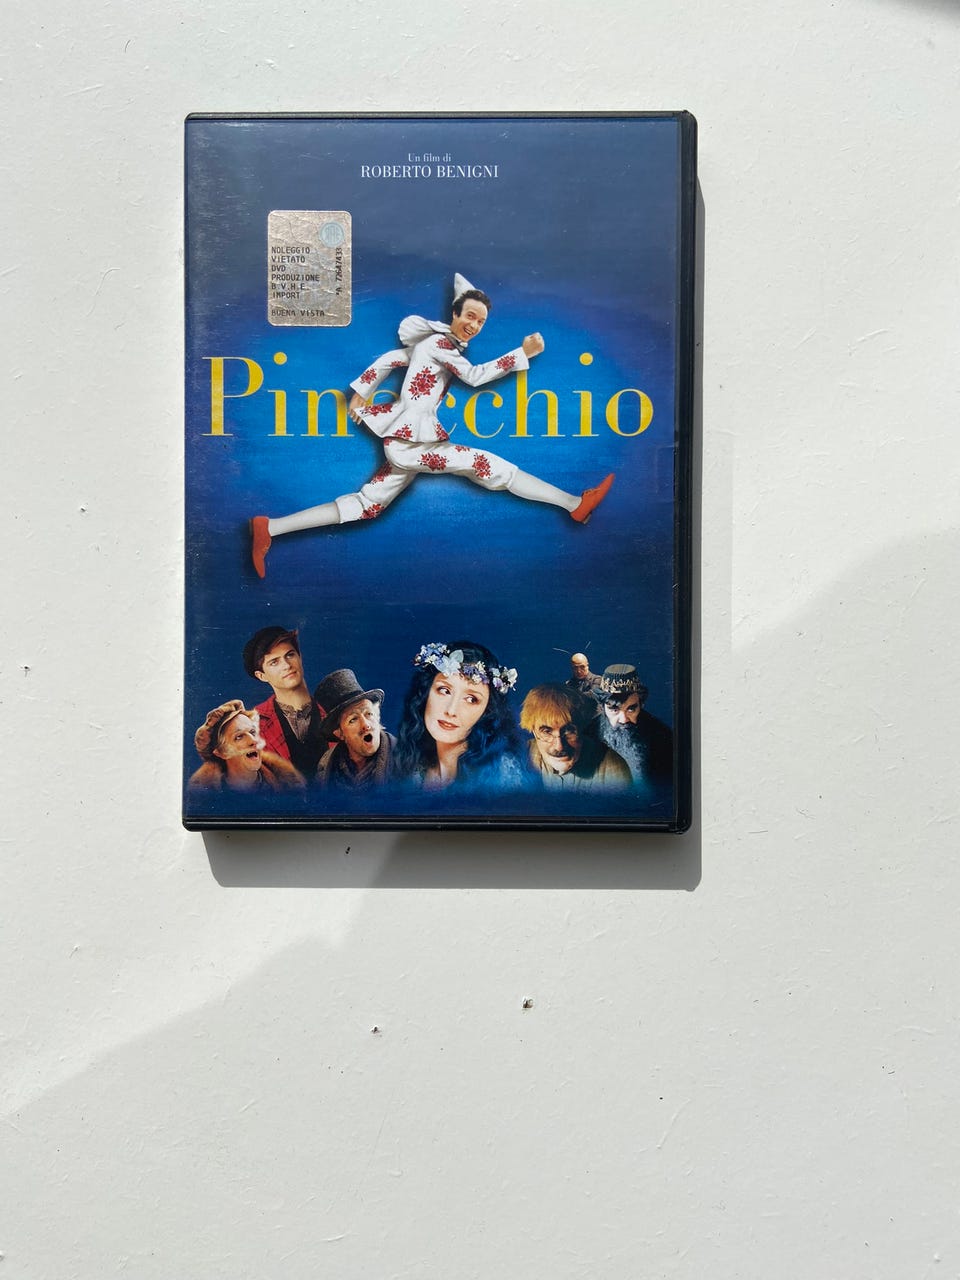 Un film di
ROBERTO BENIGNI
NOLEGGIO
VIETATO
DVD
PRODUZIONE
B.V.H.E.
IMPORT
BUENA VISTA
Pinocchio